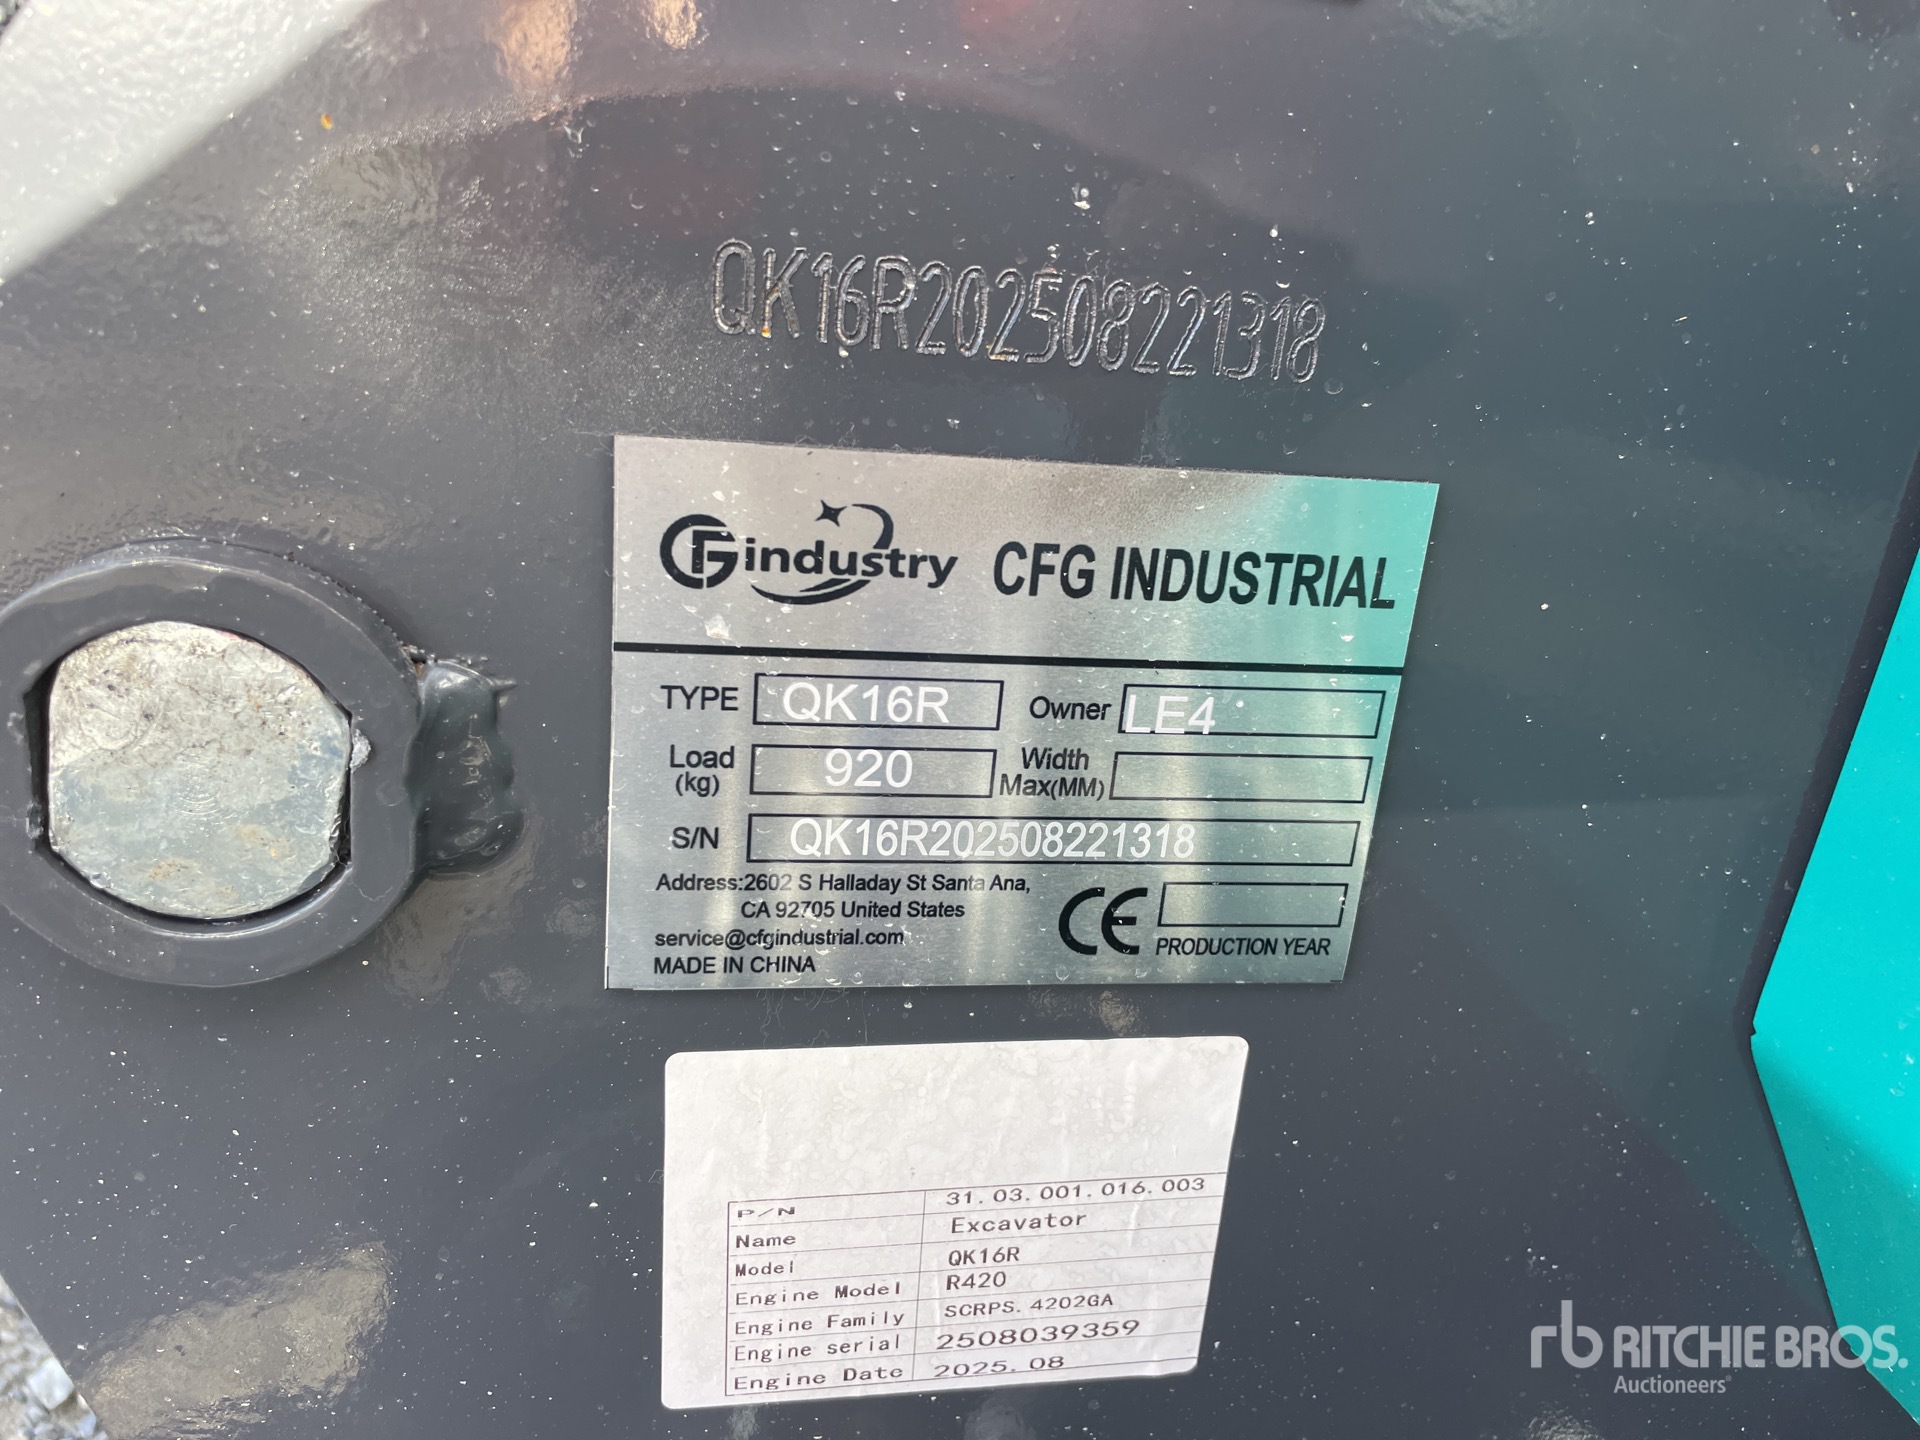 QK16R202508221318
CFG industry CFG INDUSTRIAL
TYPE QK16R Owner LE4
Load (kg) 920 Width Max(MM)
S/N QK16R202508221318
Address:2602 S Halladay St Santa Ana,
CA 92705 United States
service@cfgindustrial.com
MADE IN CHINA
CE PRODUCTION YEAR
P/N 31.03.001.016.003
Name Excavator
Model QK16R
Engine Model R420
Engine Family SCRPS.4202GA
Engine serial 2508039359
Engine Date 2025.08
rb RITCHIE BROS.
Auctioneers